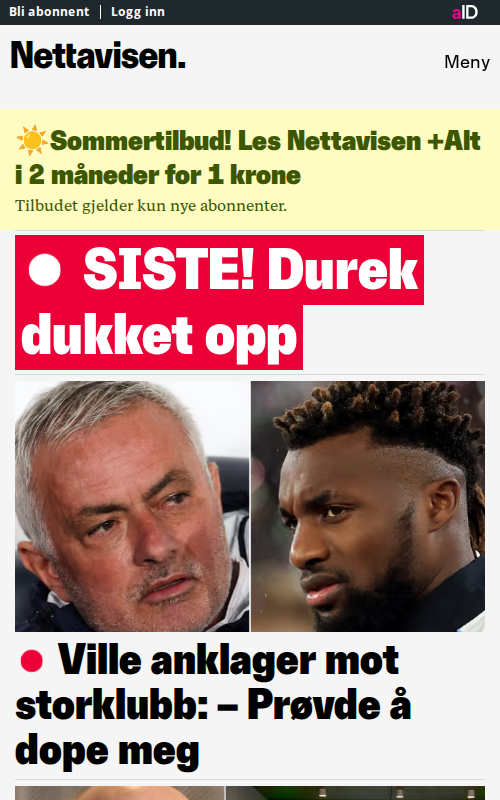 Bli abonnent Logg inn aID
Nettavisen.
Meny
☀️Sommertilbud! Les Nettavisen +Alt
i 2 måneder for 1 krone
Tilbudet gjelder kun nye abonnenter.
SISTE! Durek
dukket opp
Ville anklager mot
storklubb: – Prøvde å
dope meg